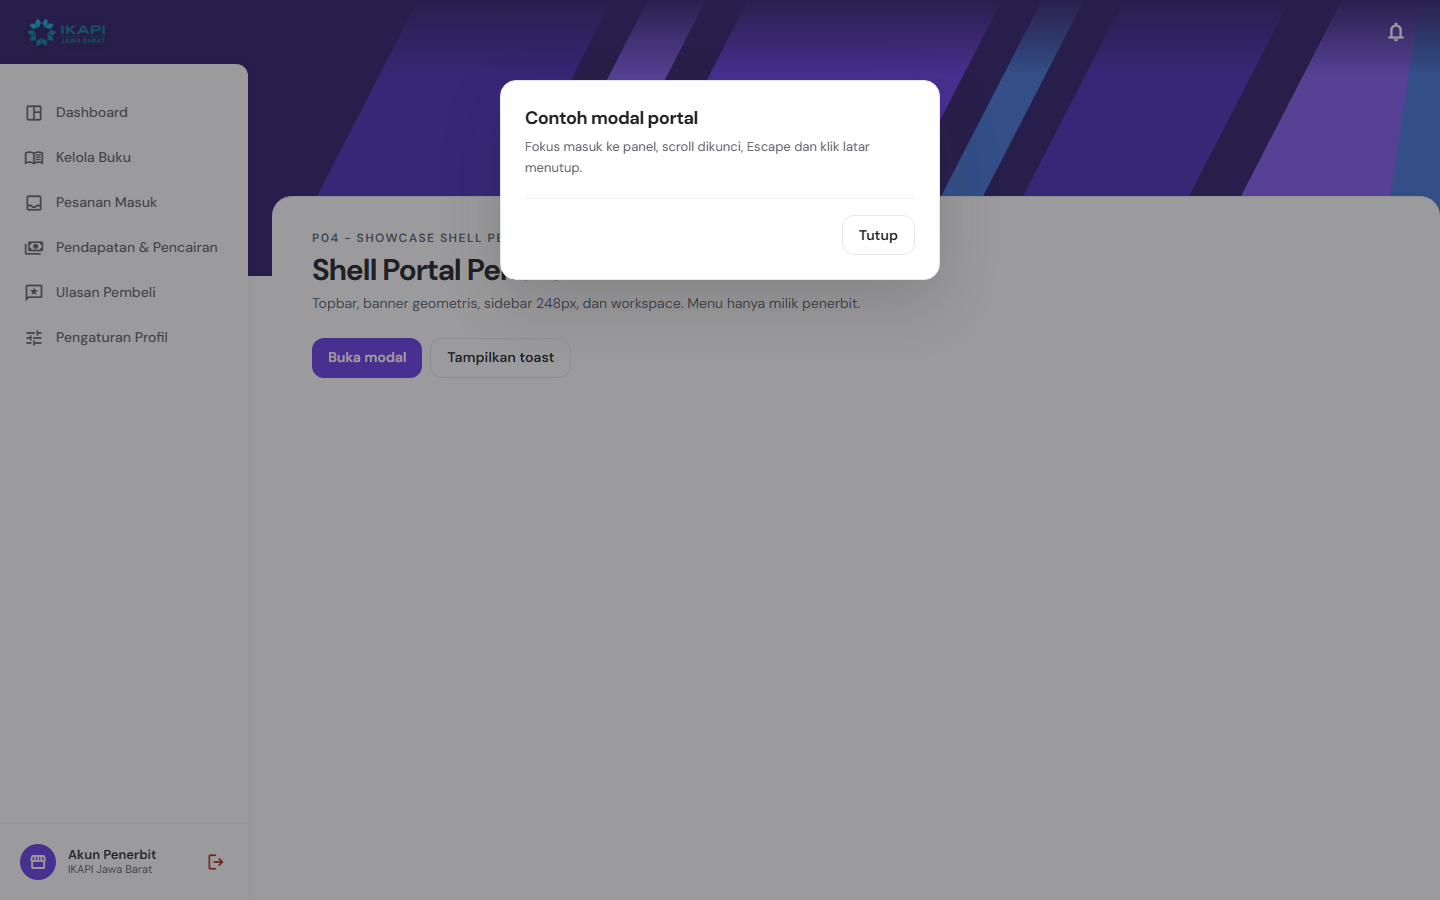 IKAPI
JAWA BARAT
Dashboard
Kelola Buku
Pesanan Masuk
Pendapatan & Pencairan
Ulasan Pembeli
Pengaturan Profil
Akun Penerbit
IKAPI Jawa Barat
Contoh modal portal
Fokus masuk ke panel, scroll dikunci, Escape dan klik latar
menutup.
Tutup
P04 - SHOWCASE SHELL
Shell Portal
Topbar, banner geometris, sidebar 248px, dan workspace. Menu hanya milik penerbit.
Buka modal
Tampilkan toast